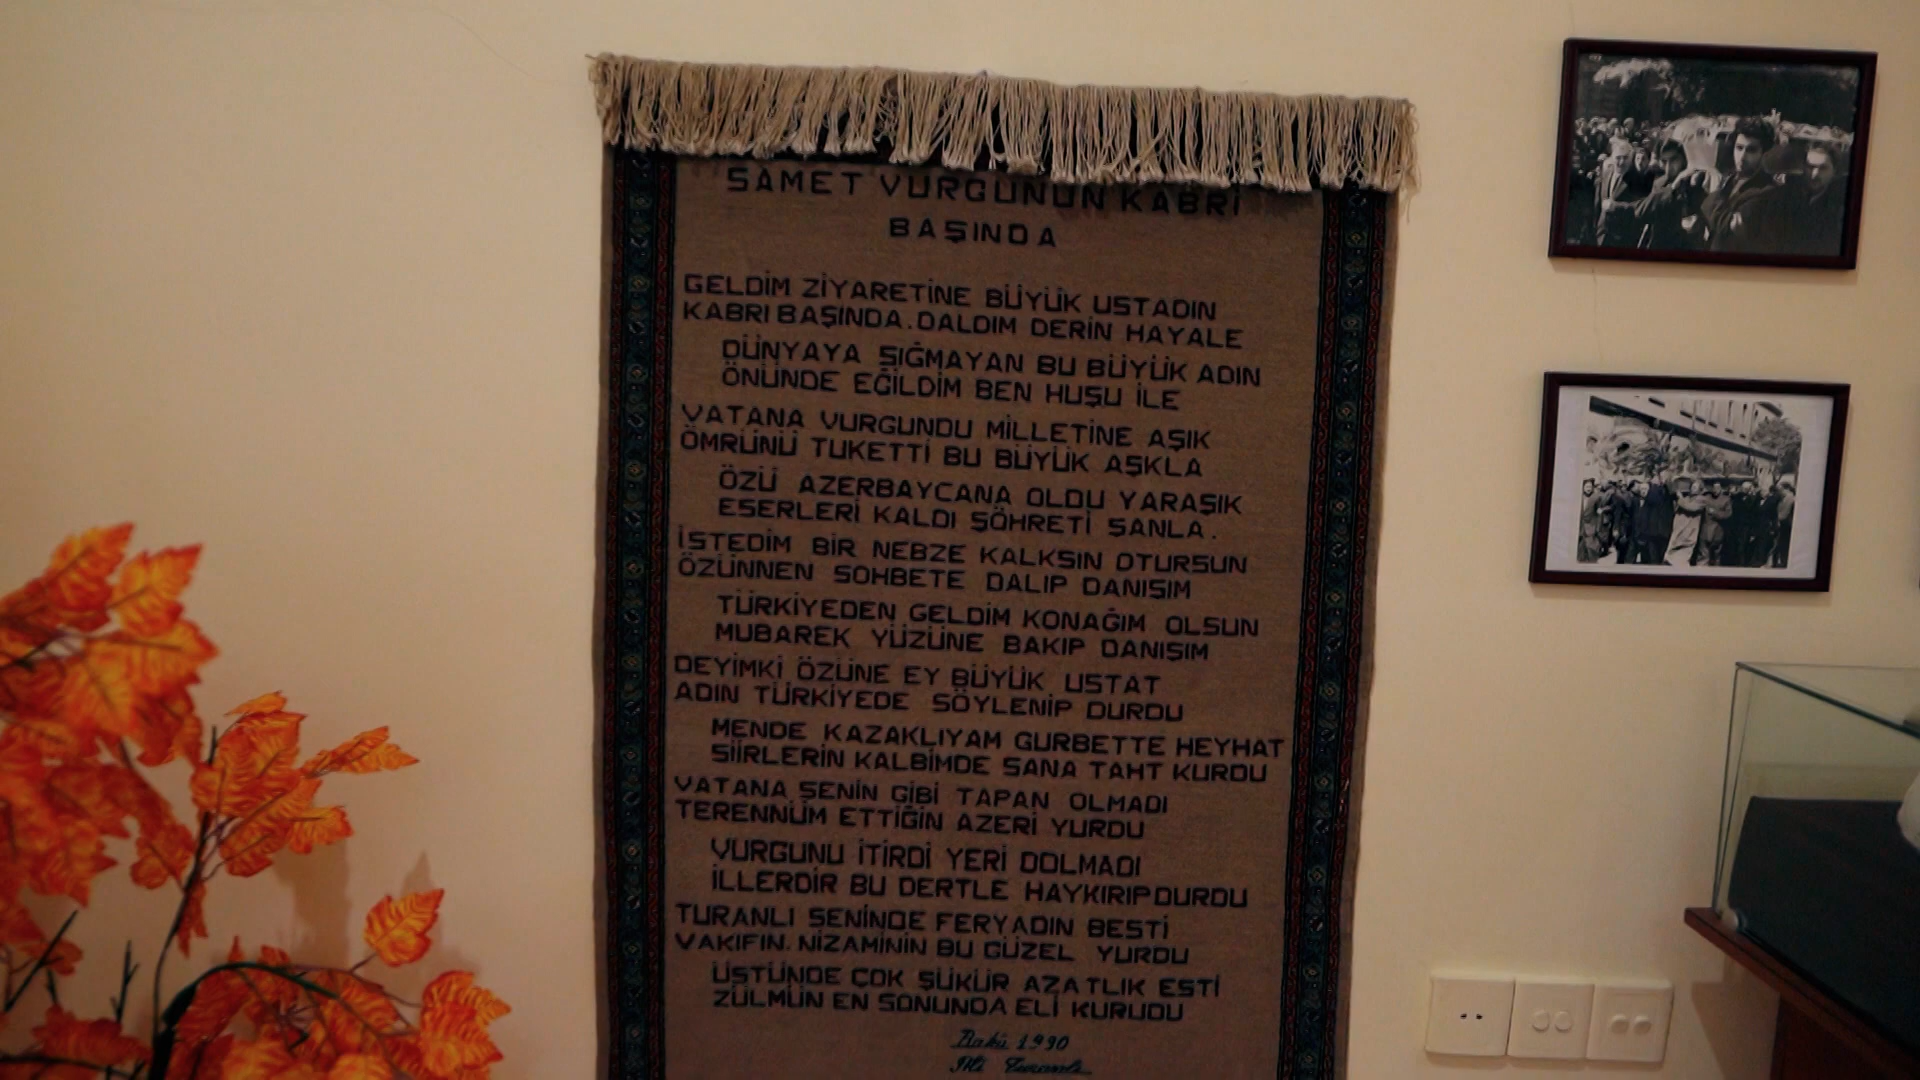 SAMET VURGUNUN KABRİ
BAŞINDA
GELDİM ZİYARETİNE BÜYÜK USTADIN
KABRI BAŞINDA. DALDIM DERİN HAYALE
DÜNYAYA ŞIĞMAYAN BU BÜYÜK ADIN
ÖNÜNDE EĞİLDİM BEN HUŞU İLE
VATANA VURGUNDU MİLLETİNE AŞIK
ÖMRÜNÜ TUKETTİ BU BÜYÜK AŞKLA
ÖZÜ AZERBAYCANA OLDU YARAŞIK
ESERLERİ KALDI ŞÖHRETİ ŞANLA.
İSTEDİM BİR NEBZE KALKSIN OTURSUN
ÖZÜNNEN SOHBETE DALIP DANIŞIM
TÜRKİYEDEN GELDİM KONAĞIM OLSUN
MUBAREK YÜZÜNE BAKIP DANIŞIM
DEYİMKİ ÖZÜNE EY BÜYÜK USTAT
ADIN TÜRKİYEDE SÖYLENİP DURDU
MENDE KAZAKLIYAM GURBETTE HEYHAT
SİİRLERİN KALBİMDE SANA TAHT KURDU
VATANA SENİN GİBİ TAPAN OLMADI
TERENNÜM ETTİĞİN AZERİ YURDU
VURGUNU İTİRDİ YERİ DOLMADI
İLLERDİR BU DERTLE HAYKIRIP DURDU
TURANLI SENİNDE FERYADIN BESTİ
VAKIFIN. NİZAMİNİN BU GÜZEL YURDU
ÜSTÜNDE ÇOK ŞÜKÜR AZATLIK ESTİ
ZÜLMÜN EN SONUNDA ELİ KURUDU
Bakü 1990